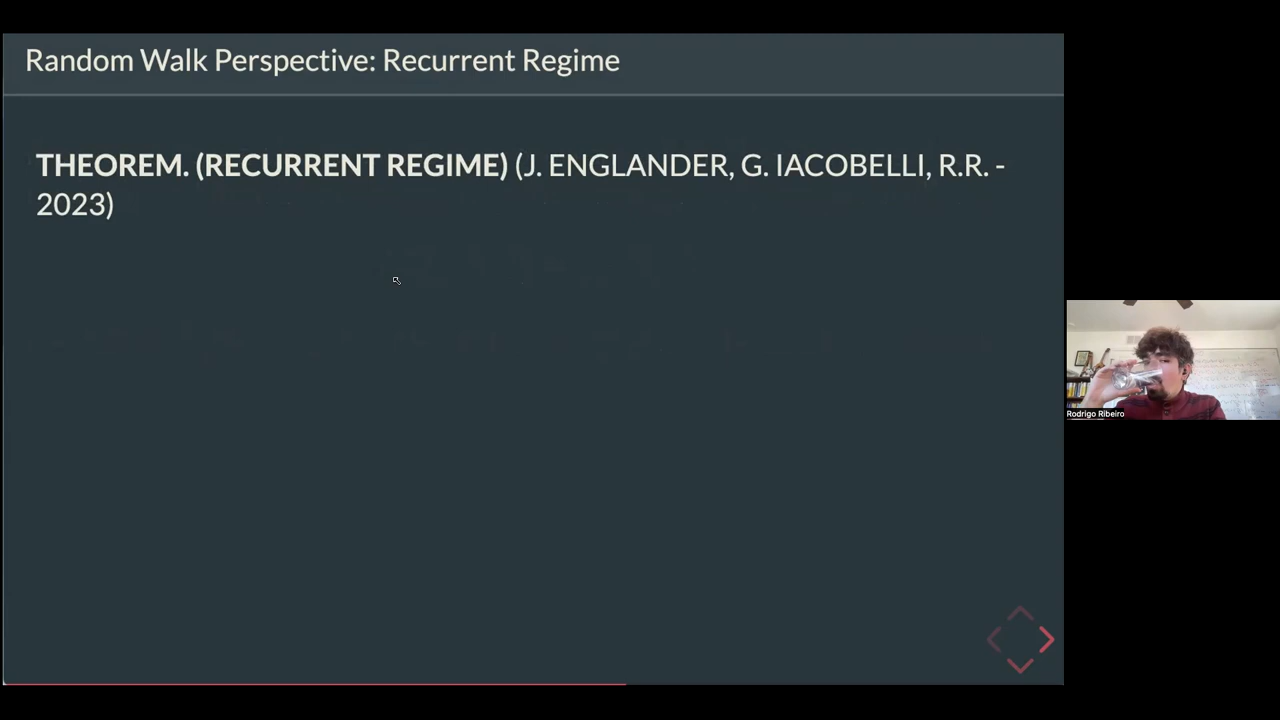 Random Walk Perspective: Recurrent Regime
THEOREM. (RECURRENT REGIME) (J. ENGLANDER, G. IACOBELLI, R.R. -
2023)
Rodrigo Ribeiro